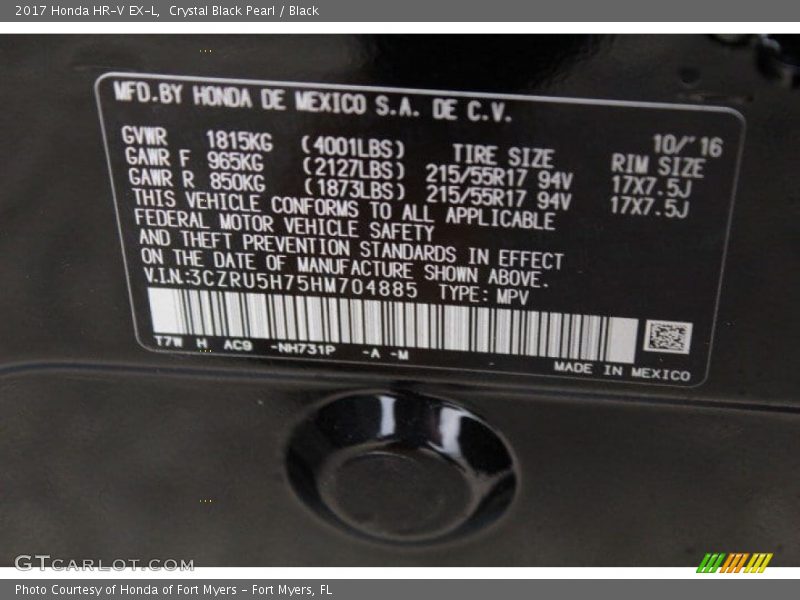 2017 Honda HR-V EX-L, Crystal Black Pearl / Black
MFD.BY HONDA DE MEXICO S.A. DE C.V.
10/'16
GVWR 1815KG (4001LBS) TIRE SIZE RIM SIZE
GAWR F 965KG (2127LBS) 215/55R17 94V 17X7.5J
GAWR R 850KG (1873LBS) 215/55R17 94V 17X7.5J
THIS VEHICLE CONFORMS TO ALL APPLICABLE
FEDERAL MOTOR VEHICLE SAFETY
AND THEFT PREVENTION STANDARDS IN EFFECT
ON THE DATE OF MANUFACTURE SHOWN ABOVE.
V.I.N:3CZRU5H75HM704885 TYPE: MPV
T7W H AC9 -NH731P -A -M
MADE IN MEXICO
GTCARLOT.COM
Photo Courtesy of Honda of Fort Myers - Fort Myers, FL